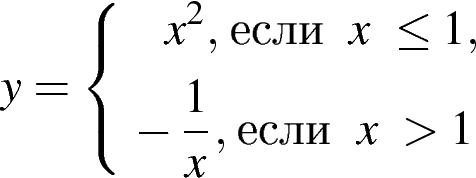 y = { x², если x ≤ 1,
− 1/x, если x > 1